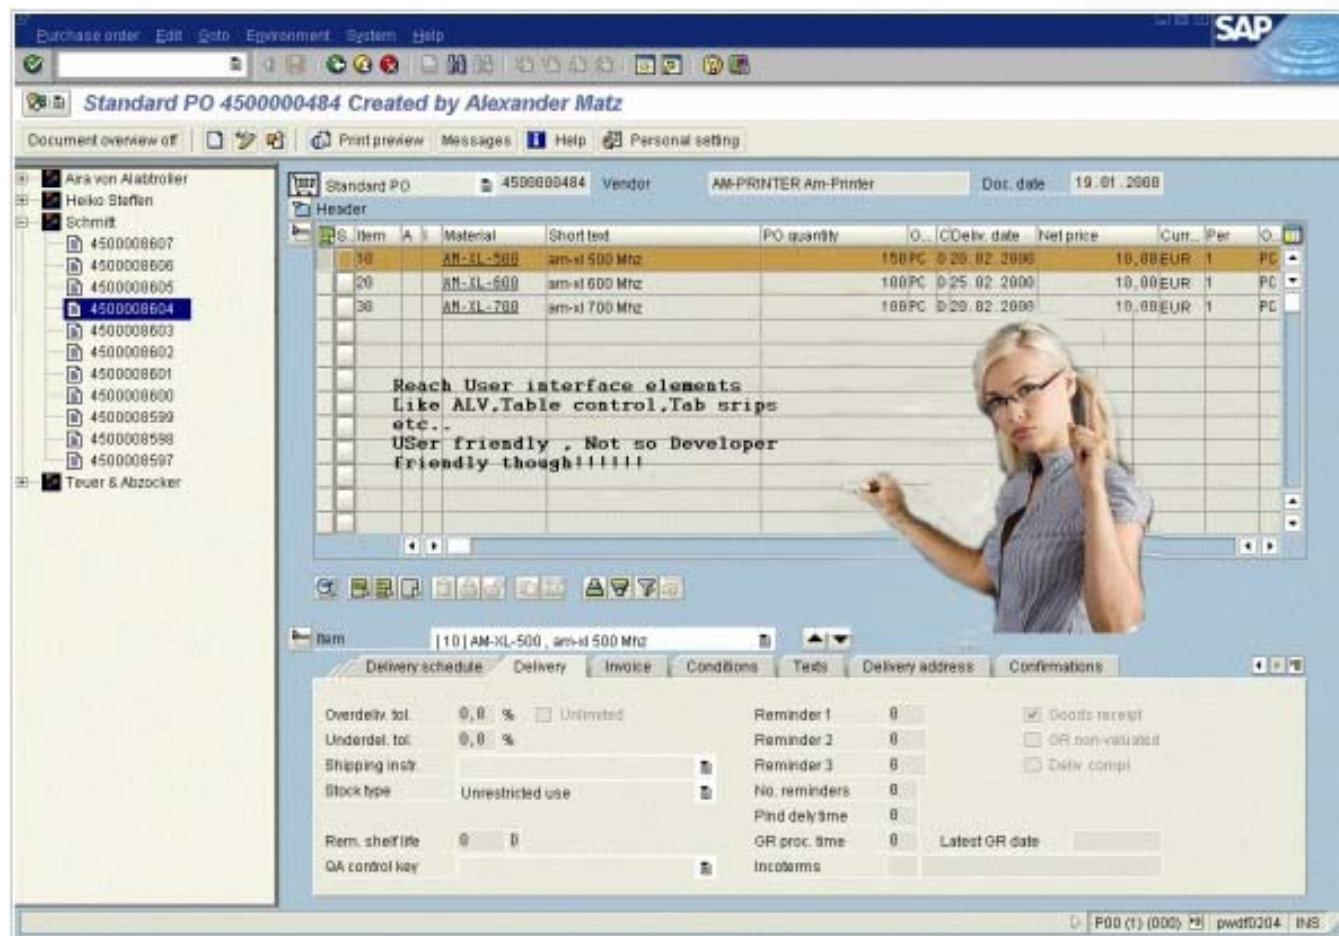 SAP
Purchase order Edit Goto Environment System Help
Standard PO 4500000484 Created by Alexander Matz
Document overview off Print preview Messages Help Personal setting
Aira von Alabtroller
Heiko Steffen
Schmitt
4500008607
4500008606
4500008605
4500008604
4500008603
4500008602
4500008601
4500008600
4500008599
4500008598
4500008597
Teuer & Abzocker
Standard PO 4500000484 Vendor AM-PRINTER Am-Printer Doc. date 19.01.2000
Header
S.. Item A I Material Short text PO quantity O... C Deliv. date Net price Curr... Per O..
10 AM-XL-500 am-xl 500 Mhz 150 PC D 20.02.2000 10,00 EUR 1 PC
20 AM-XL-600 am-xl 600 Mhz 100 PC D 25.02.2000 10,00 EUR 1 PC
30 AM-XL-700 am-xl 700 Mhz 100 PC D 20.02.2000 10,00 EUR 1 PC
Reach User interface elements
Like ALV,Table control,Tab srips
etc..
USer friendly , Not so Developer
friendly though!!!!!!
Item [10] AM-XL-500 , am-xl 500 Mhz
Delivery schedule Delivery Invoice Conditions Texts Delivery address Confirmations
Overdeliv. tol. 0,0 % Unlimited Reminder 1 0 Goods receipt
Underdel. tol. 0,0 % Reminder 2 0 GR non-valuated
Shipping instr. Reminder 3 0 Deliv. compl.
Stock type Unrestricted use No. reminders 0
Plnd dely time 0
Rem. shelf life 0 D GR proc. time 0 Latest GR date
QA control key Incoterms
P00 (1) (000) pwdf0204 INS